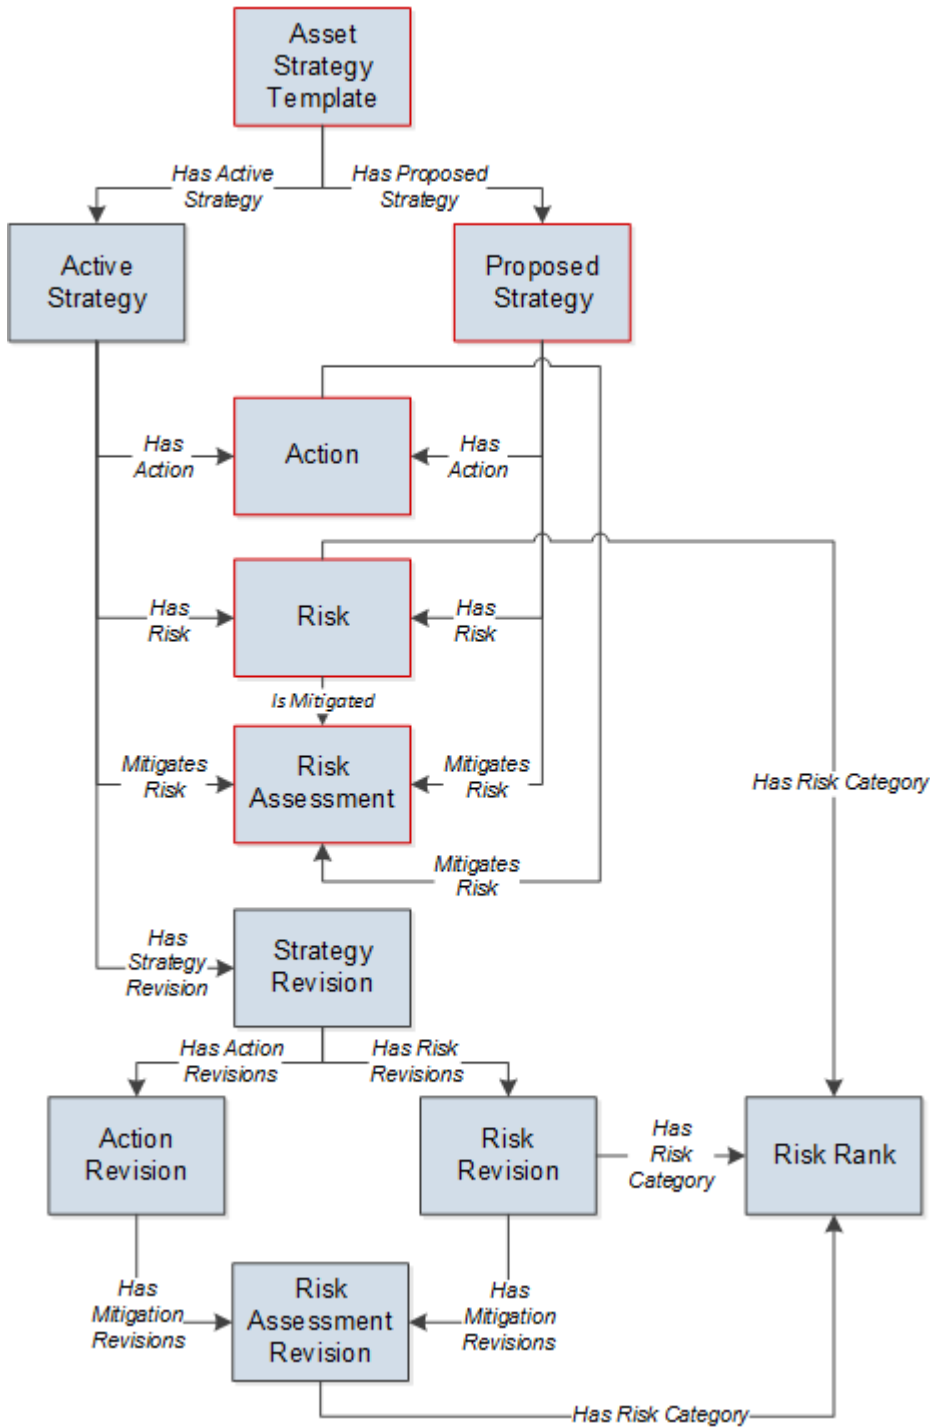 Asset
Strategy
Template
Has Active
Strategy
Has Proposed
Strategy
Active
Strategy
Proposed
Strategy
Has
Action
Action
Has
Action
Has
Risk
Risk
Has
Risk
Is Mitigated
Mitigates
Risk
Risk
Assessment
Mitigates
Risk
Has Risk Category
Mitigates
Risk
Has
Strategy
Revision
Strategy
Revision
Has Action
Revisions
Has Risk
Revisions
Action
Revision
Risk
Revision
Has
Risk
Category
Risk Rank
Has
Mitigation
Revisions
Risk
Assessment
Revision
Has
Mitigation
Revisions
Has Risk Category